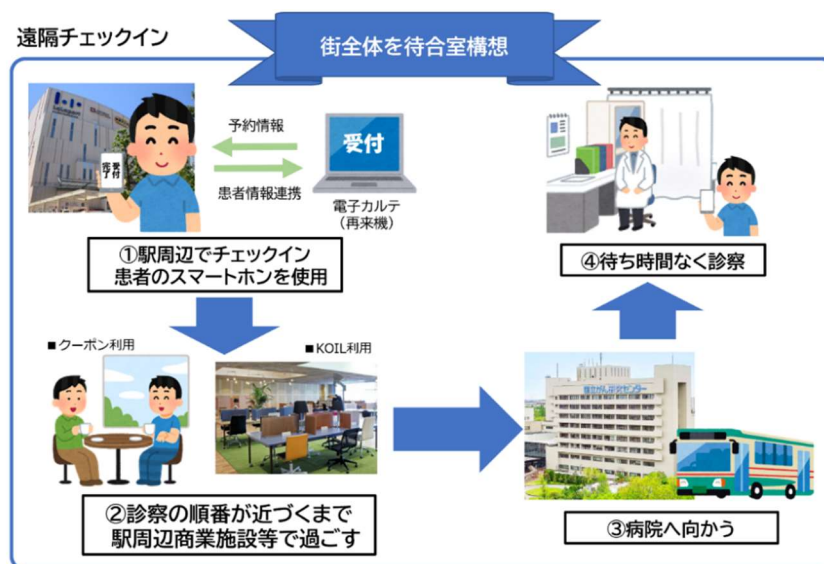 遠隔チェックイン
街全体を待合室構想
予約情報
受付
完了
受付
患者情報連携
電子カルテ
(再来機)
①駅周辺でチェックイン
患者のスマートホンを使用
④待ち時間なく診察
■クーポン利用
■KOIL利用
②診察の順番が近づくまで
駅周辺商業施設等で過ごす
③病院へ向かう